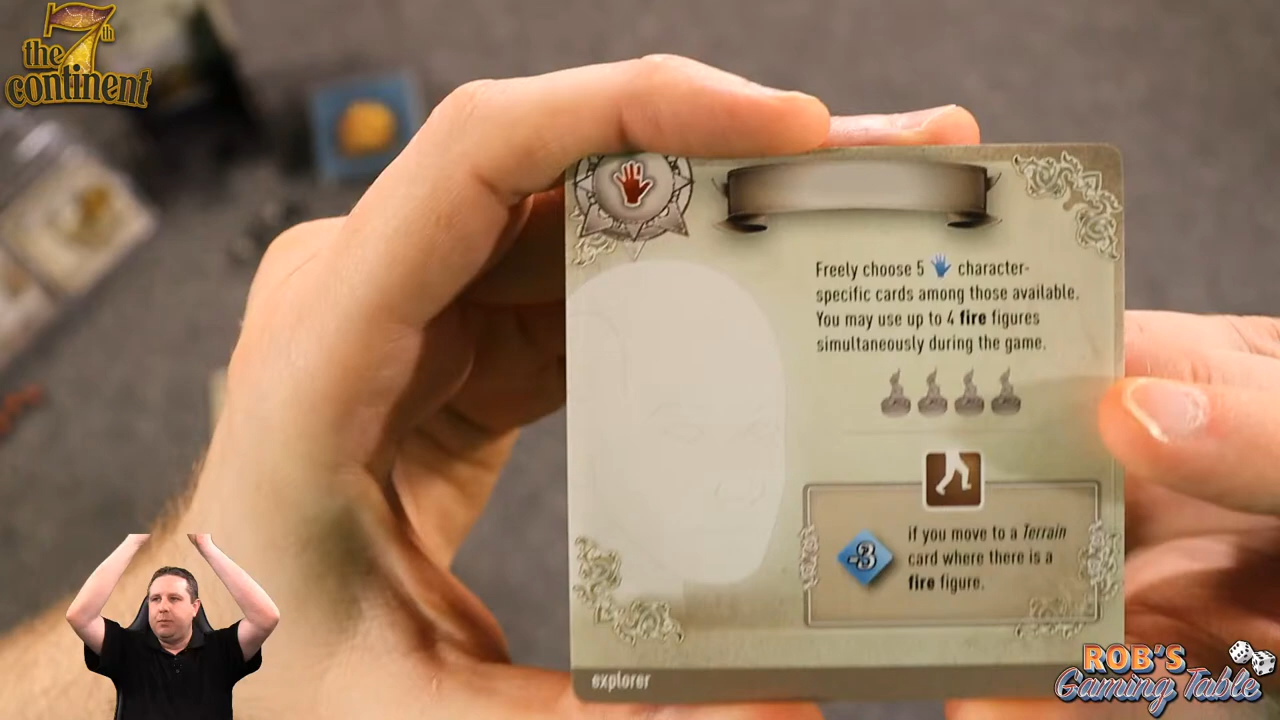 the 7th
continent
Freely choose 5 character-
specific cards among those available.
You may use up to 4 fire figures
simultaneously during the game.
-3
if you move to a Terrain
card where there is a
fire figure.
explorer
ROB'S
Gaming Table